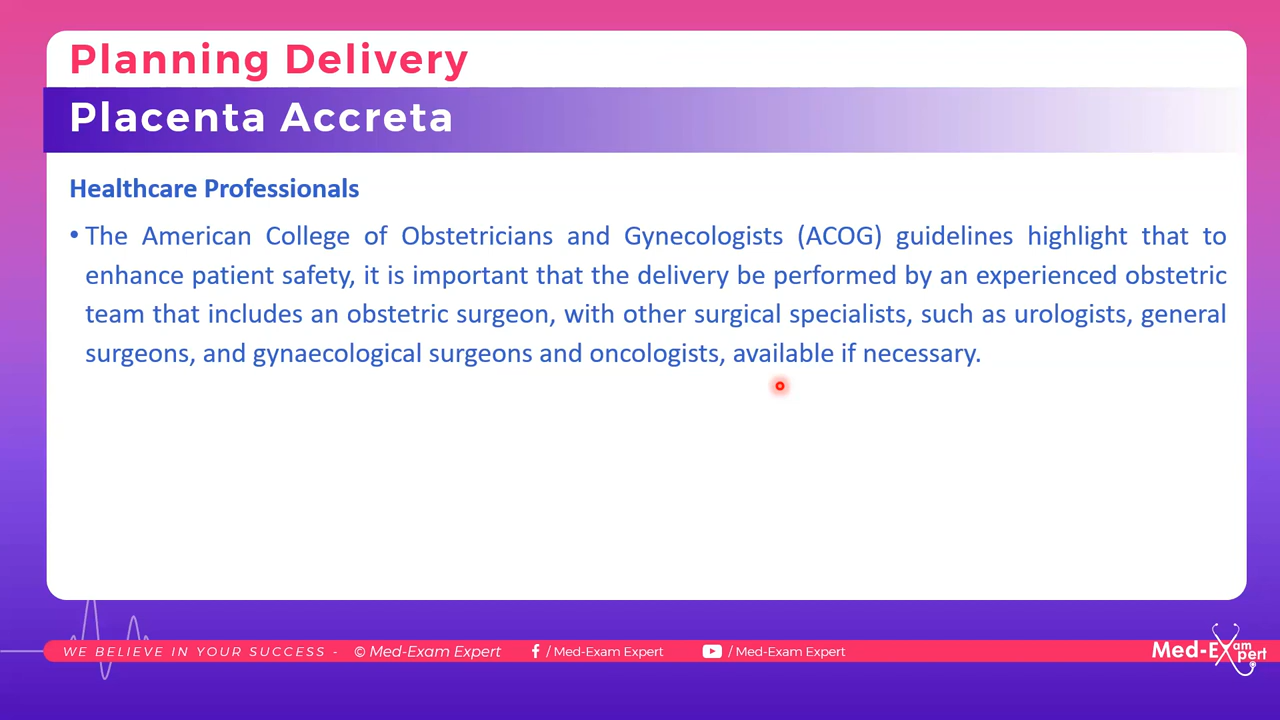 Planning Delivery
Placenta Accreta
Healthcare Professionals
• The American College of Obstetricians and Gynecologists (ACOG) guidelines highlight that to
enhance patient safety, it is important that the delivery be performed by an experienced obstetric
team that includes an obstetric surgeon, with other surgical specialists, such as urologists, general
surgeons, and gynaecological surgeons and oncologists, available if necessary.
WE BELIEVE IN YOUR SUCCESS - © Med-Exam Expert / Med-Exam Expert / Med-Exam Expert
Med-Exam Expert